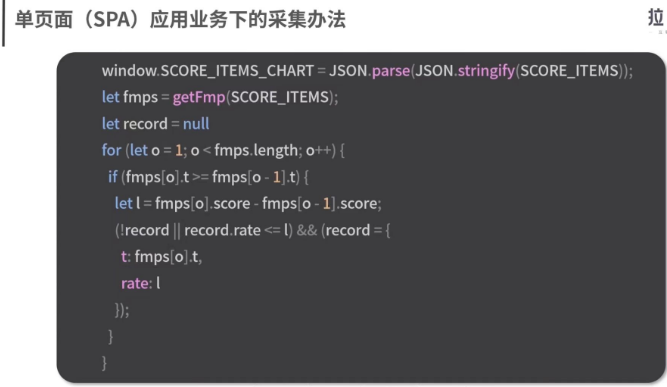 单页面（SPA）应用业务下的采集办法
拉
window.SCORE_ITEMS_CHART = JSON.parse(JSON.stringify(SCORE_ITEMS));
let fmps = getFmp(SCORE_ITEMS);
let record = null
for (let o = 1; o < fmps.length; o++) {
if (fmps[o].t >= fmps[o - 1].t) {
let l = fmps[o].score - fmps[o - 1].score;
(!record || record.rate <= l) && (record = {
t: fmps[o].t,
rate: l
});
}
}